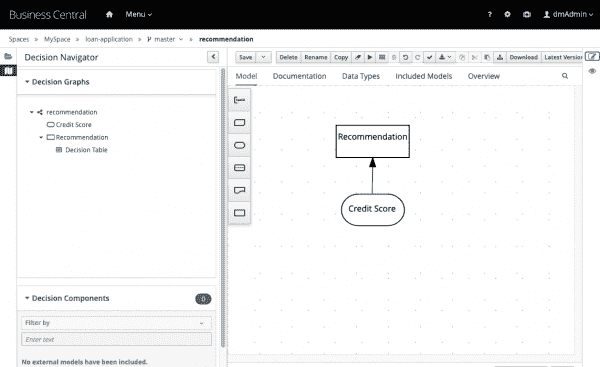 Business Central Menu ? dmAdmin
Spaces » MySpace » loan-application » master » recommendation
Decision Navigator
Save Delete Rename Copy Download Latest Version
Decision Graphs
Model Documentation Data Types Included Models Overview
recommendation
Credit Score
Recommendation
Decision Table
Recommendation
Credit Score
Decision Components 0
Filter by
Enter text
No external models have been included.